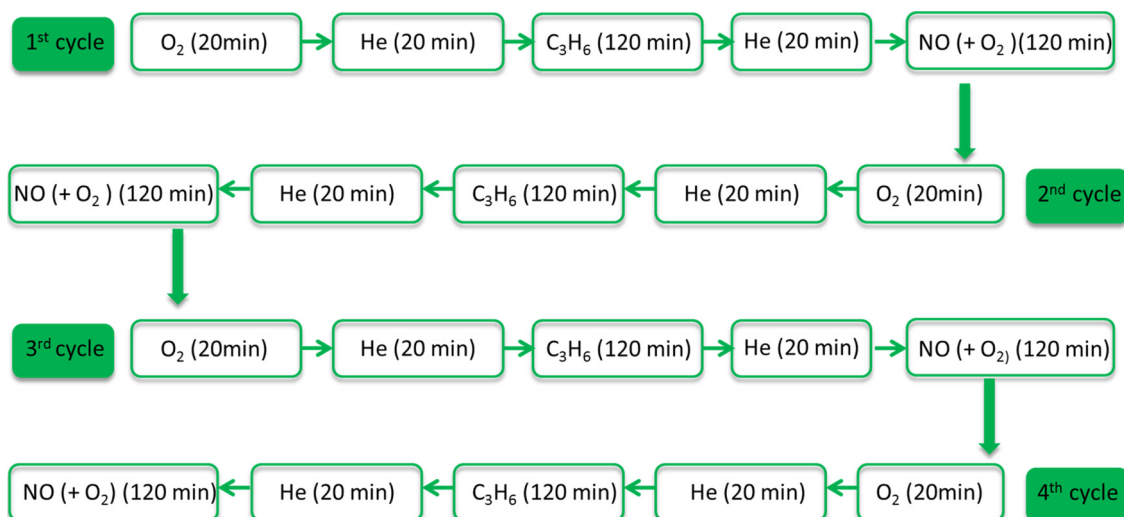 1st cycle O2 (20min) He (20 min) C3H6 (120 min) He (20 min) NO (+ O2 )(120 min)
NO (+ O2 ) (120 min) He (20 min) C3H6 (120 min) He (20 min) O2 (20min) 2nd cycle
3rd cycle O2 (20min) He (20 min) C3H6 (120 min) He (20 min) NO (+ O2) (120 min)
NO (+ O2) (120 min) He (20 min) C3H6 (120 min) He (20 min) O2 (20min) 4th cycle